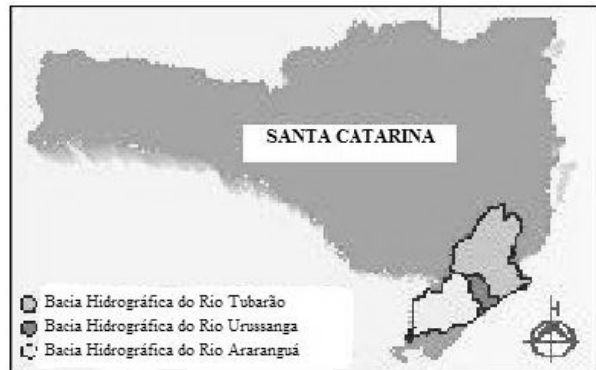 SANTA CATARINA
Bacia Hidrográfica do Rio Tubarão
Bacia Hidrográfica do Rio Urussanga
Bacia Hidrográfica do Rio Araranguá
N